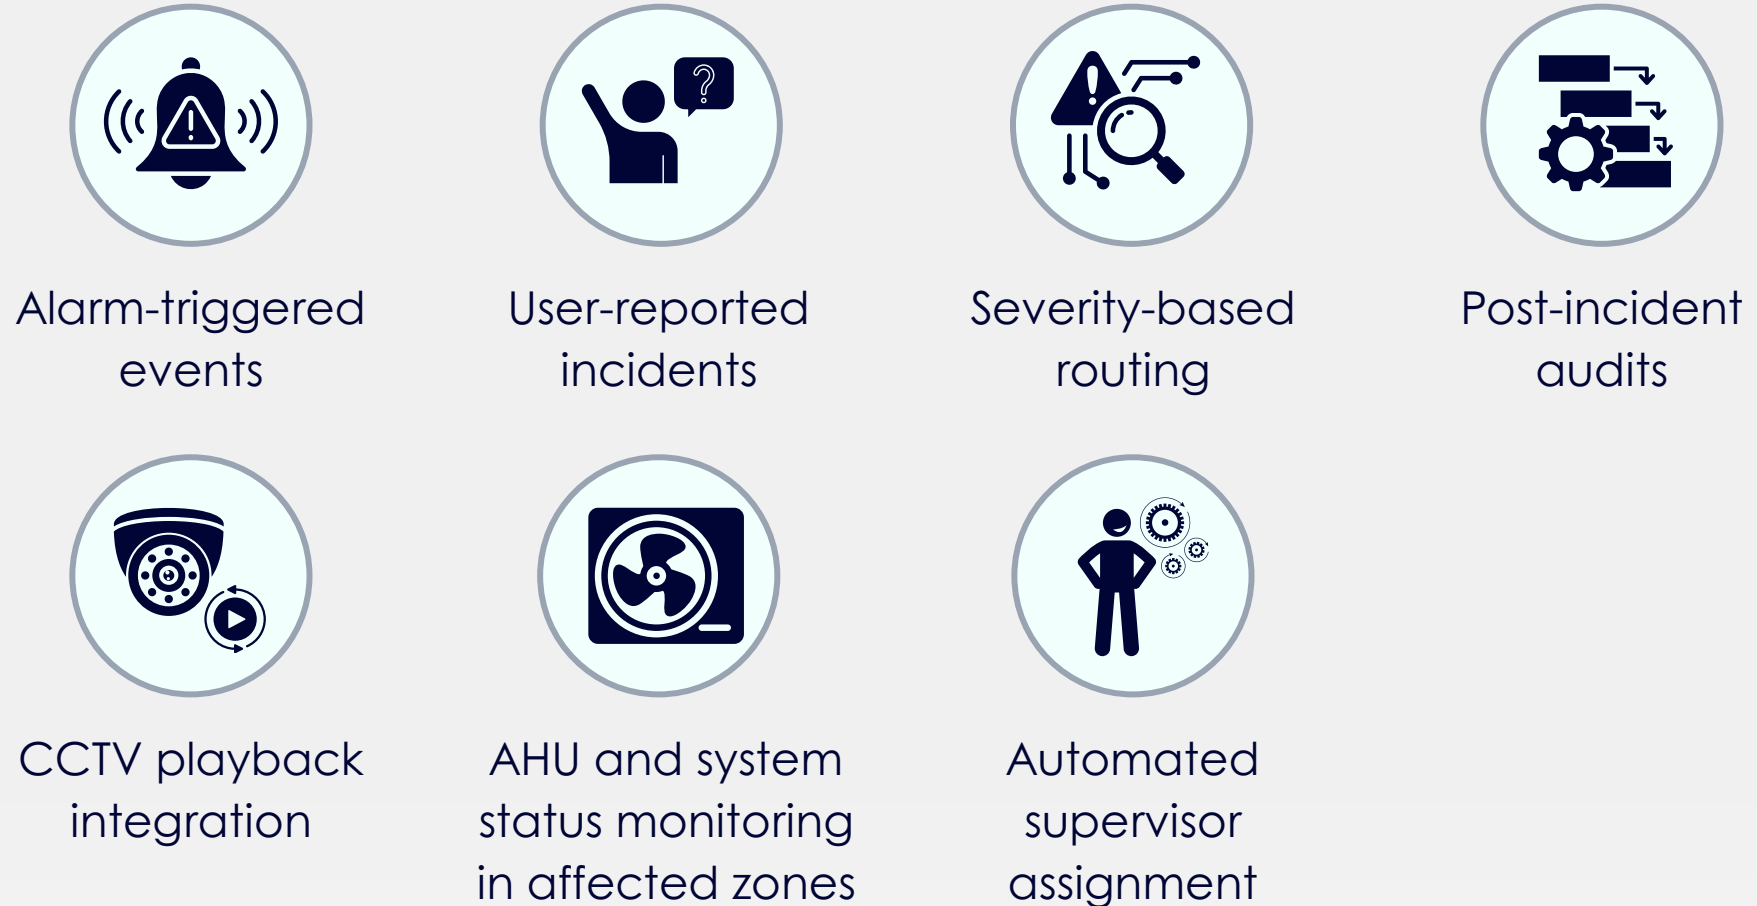 Alarm-triggered
events
User-reported
incidents
Severity-based
routing
Post-incident
audits
CCTV playback
integration
AHU and system
status monitoring
in affected zones
Automated
supervisor
assignment